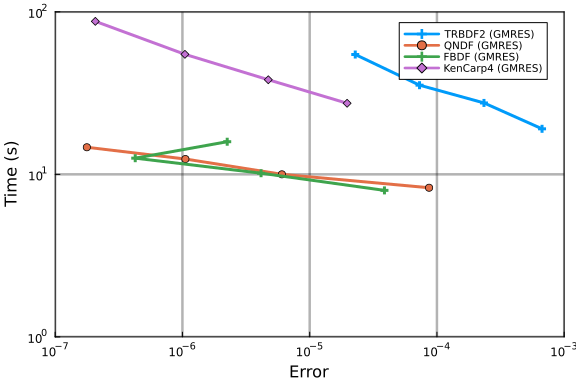 10^2
TRBDF2 (GMRES)
QNDF (GMRES)
FBDF (GMRES)
KenCarp4 (GMRES)
Time (s)
10^1
10^0
10^-7 10^-6 10^-5 10^-4 10^-3
Error